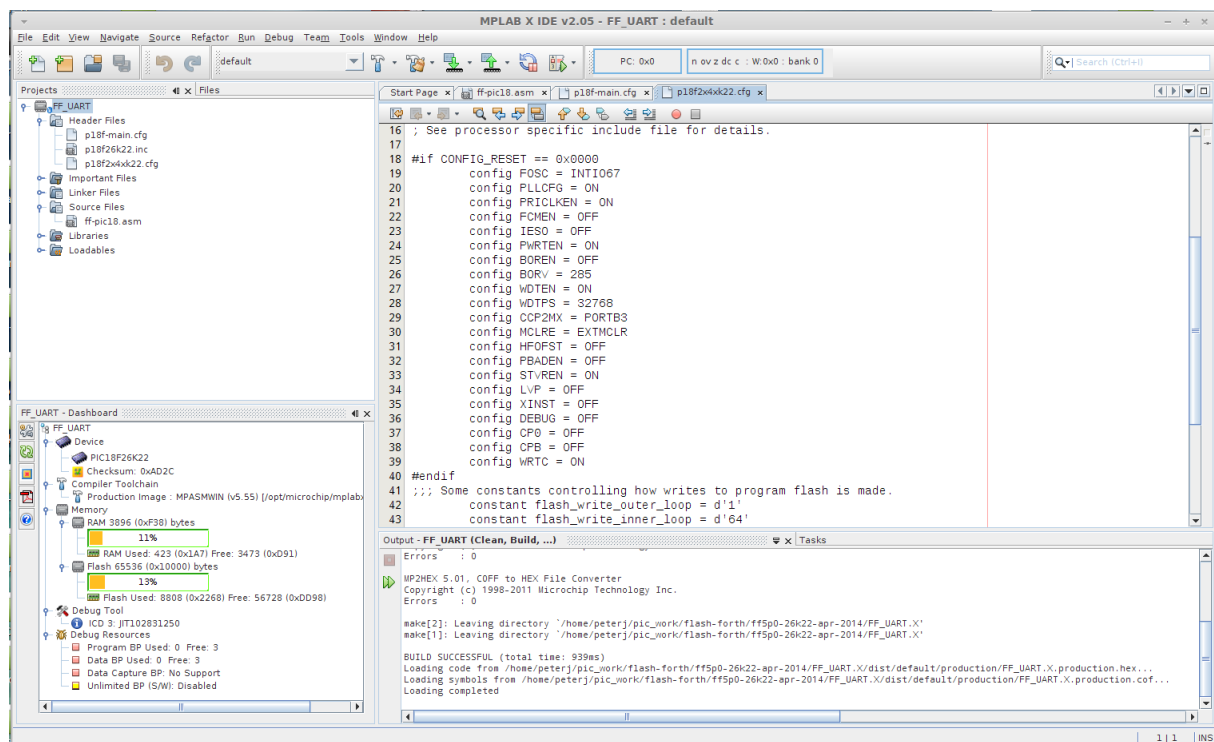 MPLAB X IDE v2.05 - FF_UART : default
File Edit View Navigate Source Refactor Run Debug Team Tools Window Help
default
PC: 0x0
n ov z dc c : W:0x0 : bank 0
Search (Ctrl+I)
Projects
Files
FF_UART
Header Files
p18f-main.cfg
p18f26k22.inc
p18f2x4xk22.cfg
Important Files
Linker Files
Source Files
ff-pic18.asm
Libraries
Loadables
FF_UART - Dashboard
FF_UART
Device
PIC18F26K22
Checksum: 0xAD2C
Compiler Toolchain
Production Image : MPASMWIN (v5.55) [/opt/microchip/mplabx
Memory
RAM 3896 (0xF38) bytes
11%
RAM Used: 423 (0x1A7) Free: 3473 (0xD91)
Flash 65536 (0x10000) bytes
13%
Flash Used: 8808 (0x2268) Free: 56728 (0xDD98)
Debug Tool
ICD 3: JIT102831250
Debug Resources
Program BP Used: 0 Free: 3
Data BP Used: 0 Free: 3
Data Capture BP: No Support
Unlimited BP (S/W): Disabled
Start Page
ff-pic18.asm
p18f-main.cfg
p18f2x4xk22.cfg
16 ; See processor specific include file for details.
17
18 #if CONFIG_RESET == 0x0000
19 config FOSC = INTIO67
20 config PLLCFG = ON
21 config PRICLKEN = ON
22 config FCMEN = OFF
23 config IESO = OFF
24 config PWRTEN = ON
25 config BOREN = OFF
26 config BORV = 285
27 config WDTEN = ON
28 config WDTPS = 32768
29 config CCP2MX = PORTB3
30 config MCLRE = EXTMCLR
31 config HFOFST = OFF
32 config PBADEN = OFF
33 config STVREN = ON
34 config LVP = OFF
35 config XINST = OFF
36 config DEBUG = OFF
37 config CP0 = OFF
38 config CPB = OFF
39 config WRTC = ON
40 #endif
41 ;;; Some constants controlling how writes to program flash is made.
42 constant flash_write_outer_loop = d'1'
43 constant flash_write_inner_loop = d'64'
Output - FF_UART (Clean, Build, ...)
Tasks
Errors : 0
MP2HEX 5.01, COFF to HEX File Converter
Copyright (c) 1998-2011 Microchip Technology Inc.
Errors : 0
make[2]: Leaving directory `/home/peterj/pic_work/flash-forth/ff5p0-26k22-apr-2014/FF_UART.X'
make[1]: Leaving directory `/home/peterj/pic_work/flash-forth/ff5p0-26k22-apr-2014/FF_UART.X'
BUILD SUCCESSFUL (total time: 939ms)
Loading code from /home/peterj/pic_work/flash-forth/ff5p0-26k22-apr-2014/FF_UART.X/dist/default/production/FF_UART.X.production.hex...
Loading symbols from /home/peterj/pic_work/flash-forth/ff5p0-26k22-apr-2014/FF_UART.X/dist/default/production/FF_UART.X.production.cof...
Loading completed
1 | 1
INS